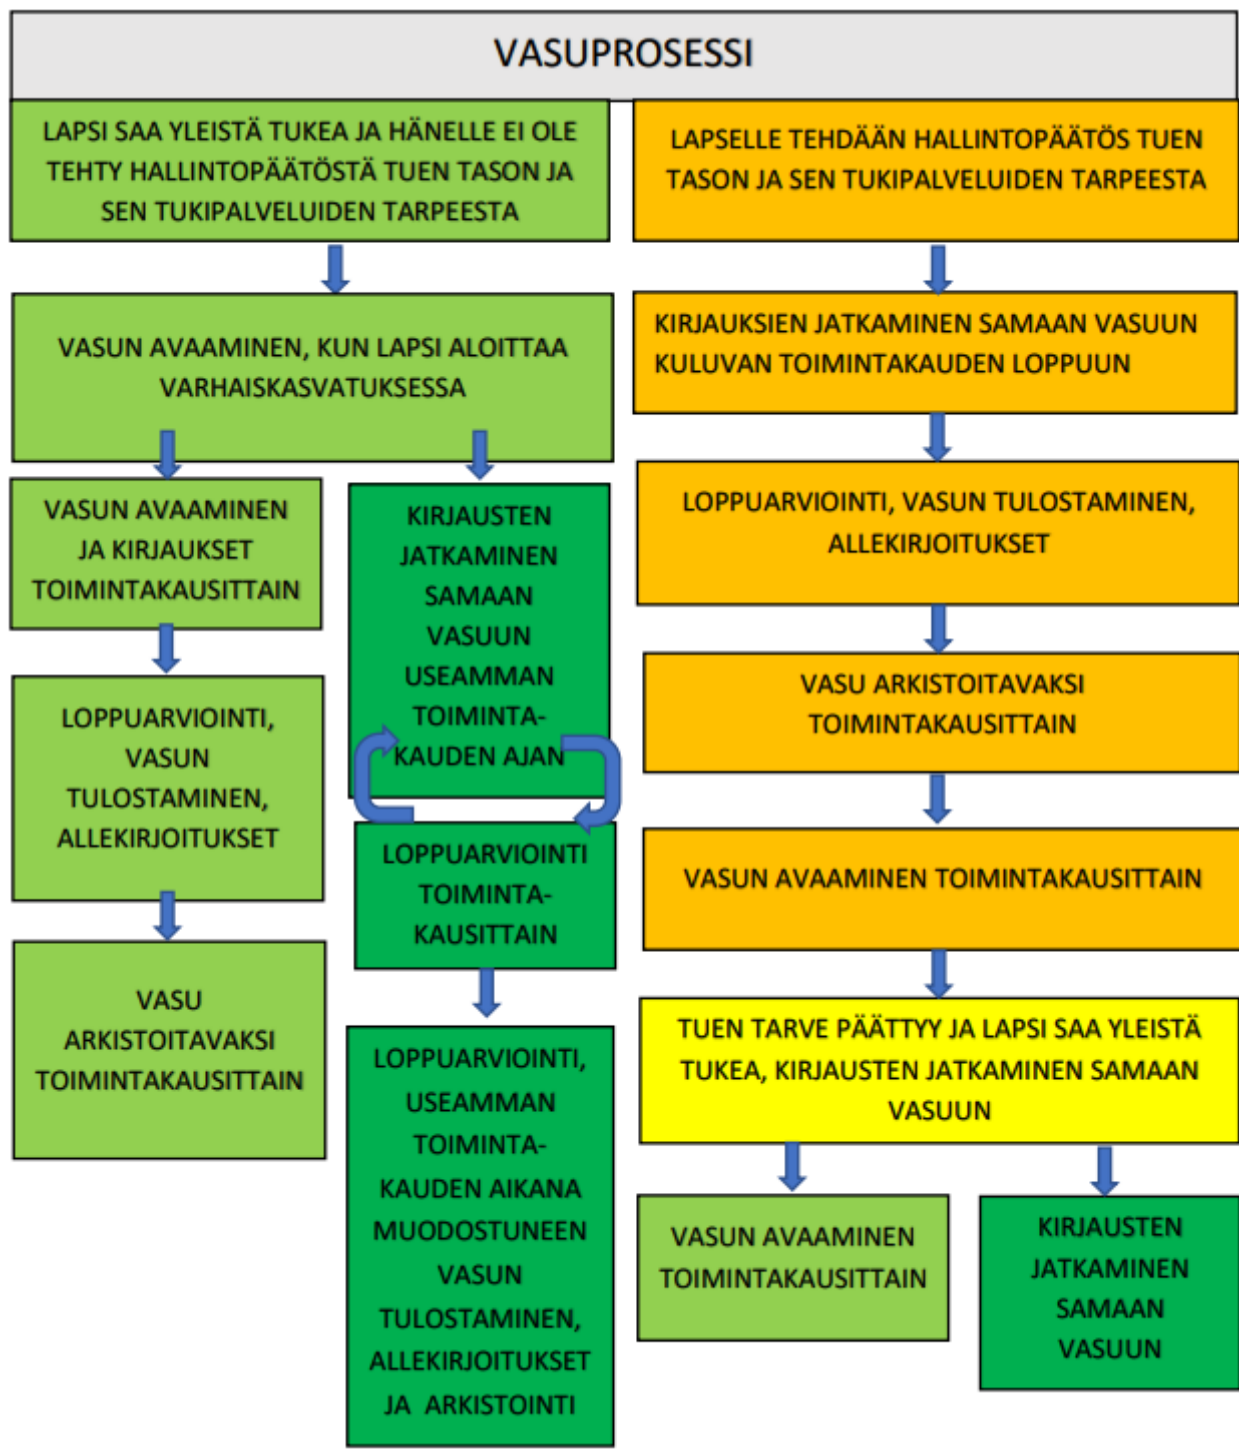 VASUPROSESSI
LAPSI SAA YLEISTÄ TUKEA JA HÄNELLE EI OLE
TEHTY HALLINTOPÄÄTÖSTÄ TUEN TASON JA
SEN TUKIPALVELUIDEN TARPEESTA
VASUN AVAAMINEN, KUN LAPSI ALOITTAA
VARHAISKASVATUKSESSA
VASUN AVAAMINEN
JA KIRJAUKSET
TOIMINTAKAUSITTAIN
LOPPUARVIOINTI,
VASUN
TULOSTAMINEN,
ALLEKIRJOITUKSET
VASU
ARKISTOITAVAKSI
TOIMINTAKAUSITTAIN
KIRJAUSTEN
JATKAMINEN
SAMAAN
VASUUN
USEAMMAN
TOIMINTA-
KAUDEN AJAN
LOPPUARVIOINTI
TOIMINTA-
KAUSITTAIN
LOPPUARVIOINTI,
USEAMMAN
TOIMINTA-
KAUDEN AIKANA
MUODOSTUNEEN
VASUN
TULOSTAMINEN,
ALLEKIRJOITUKSET
JA ARKISTOINTI
LAPSELLE TEHDÄÄN HALLINTOPÄÄTÖS TUEN
TASON JA SEN TUKIPALVELUIDEN TARPEESTA
KIRJAUKSIEN JATKAMINEN SAMAAN VASUUN
KULUVAN TOIMINTAKAUDEN LOPPUUN
LOPPUARVIOINTI, VASUN TULOSTAMINEN,
ALLEKIRJOITUKSET
VASU ARKISTOITAVAKSI
TOIMINTAKAUSITTAIN
VASUN AVAAMINEN TOIMINTAKAUSITTAIN
TUEN TARVE PÄÄTTYY JA LAPSI SAA YLEISTÄ
TUKEA, KIRJAUSTEN JATKAMINEN SAMAAN
VASUUN
VASUN AVAAMINEN
TOIMINTAKAUSITTAIN
KIRJAUSTEN
JATKAMINEN
SAMAAN
VASUUN